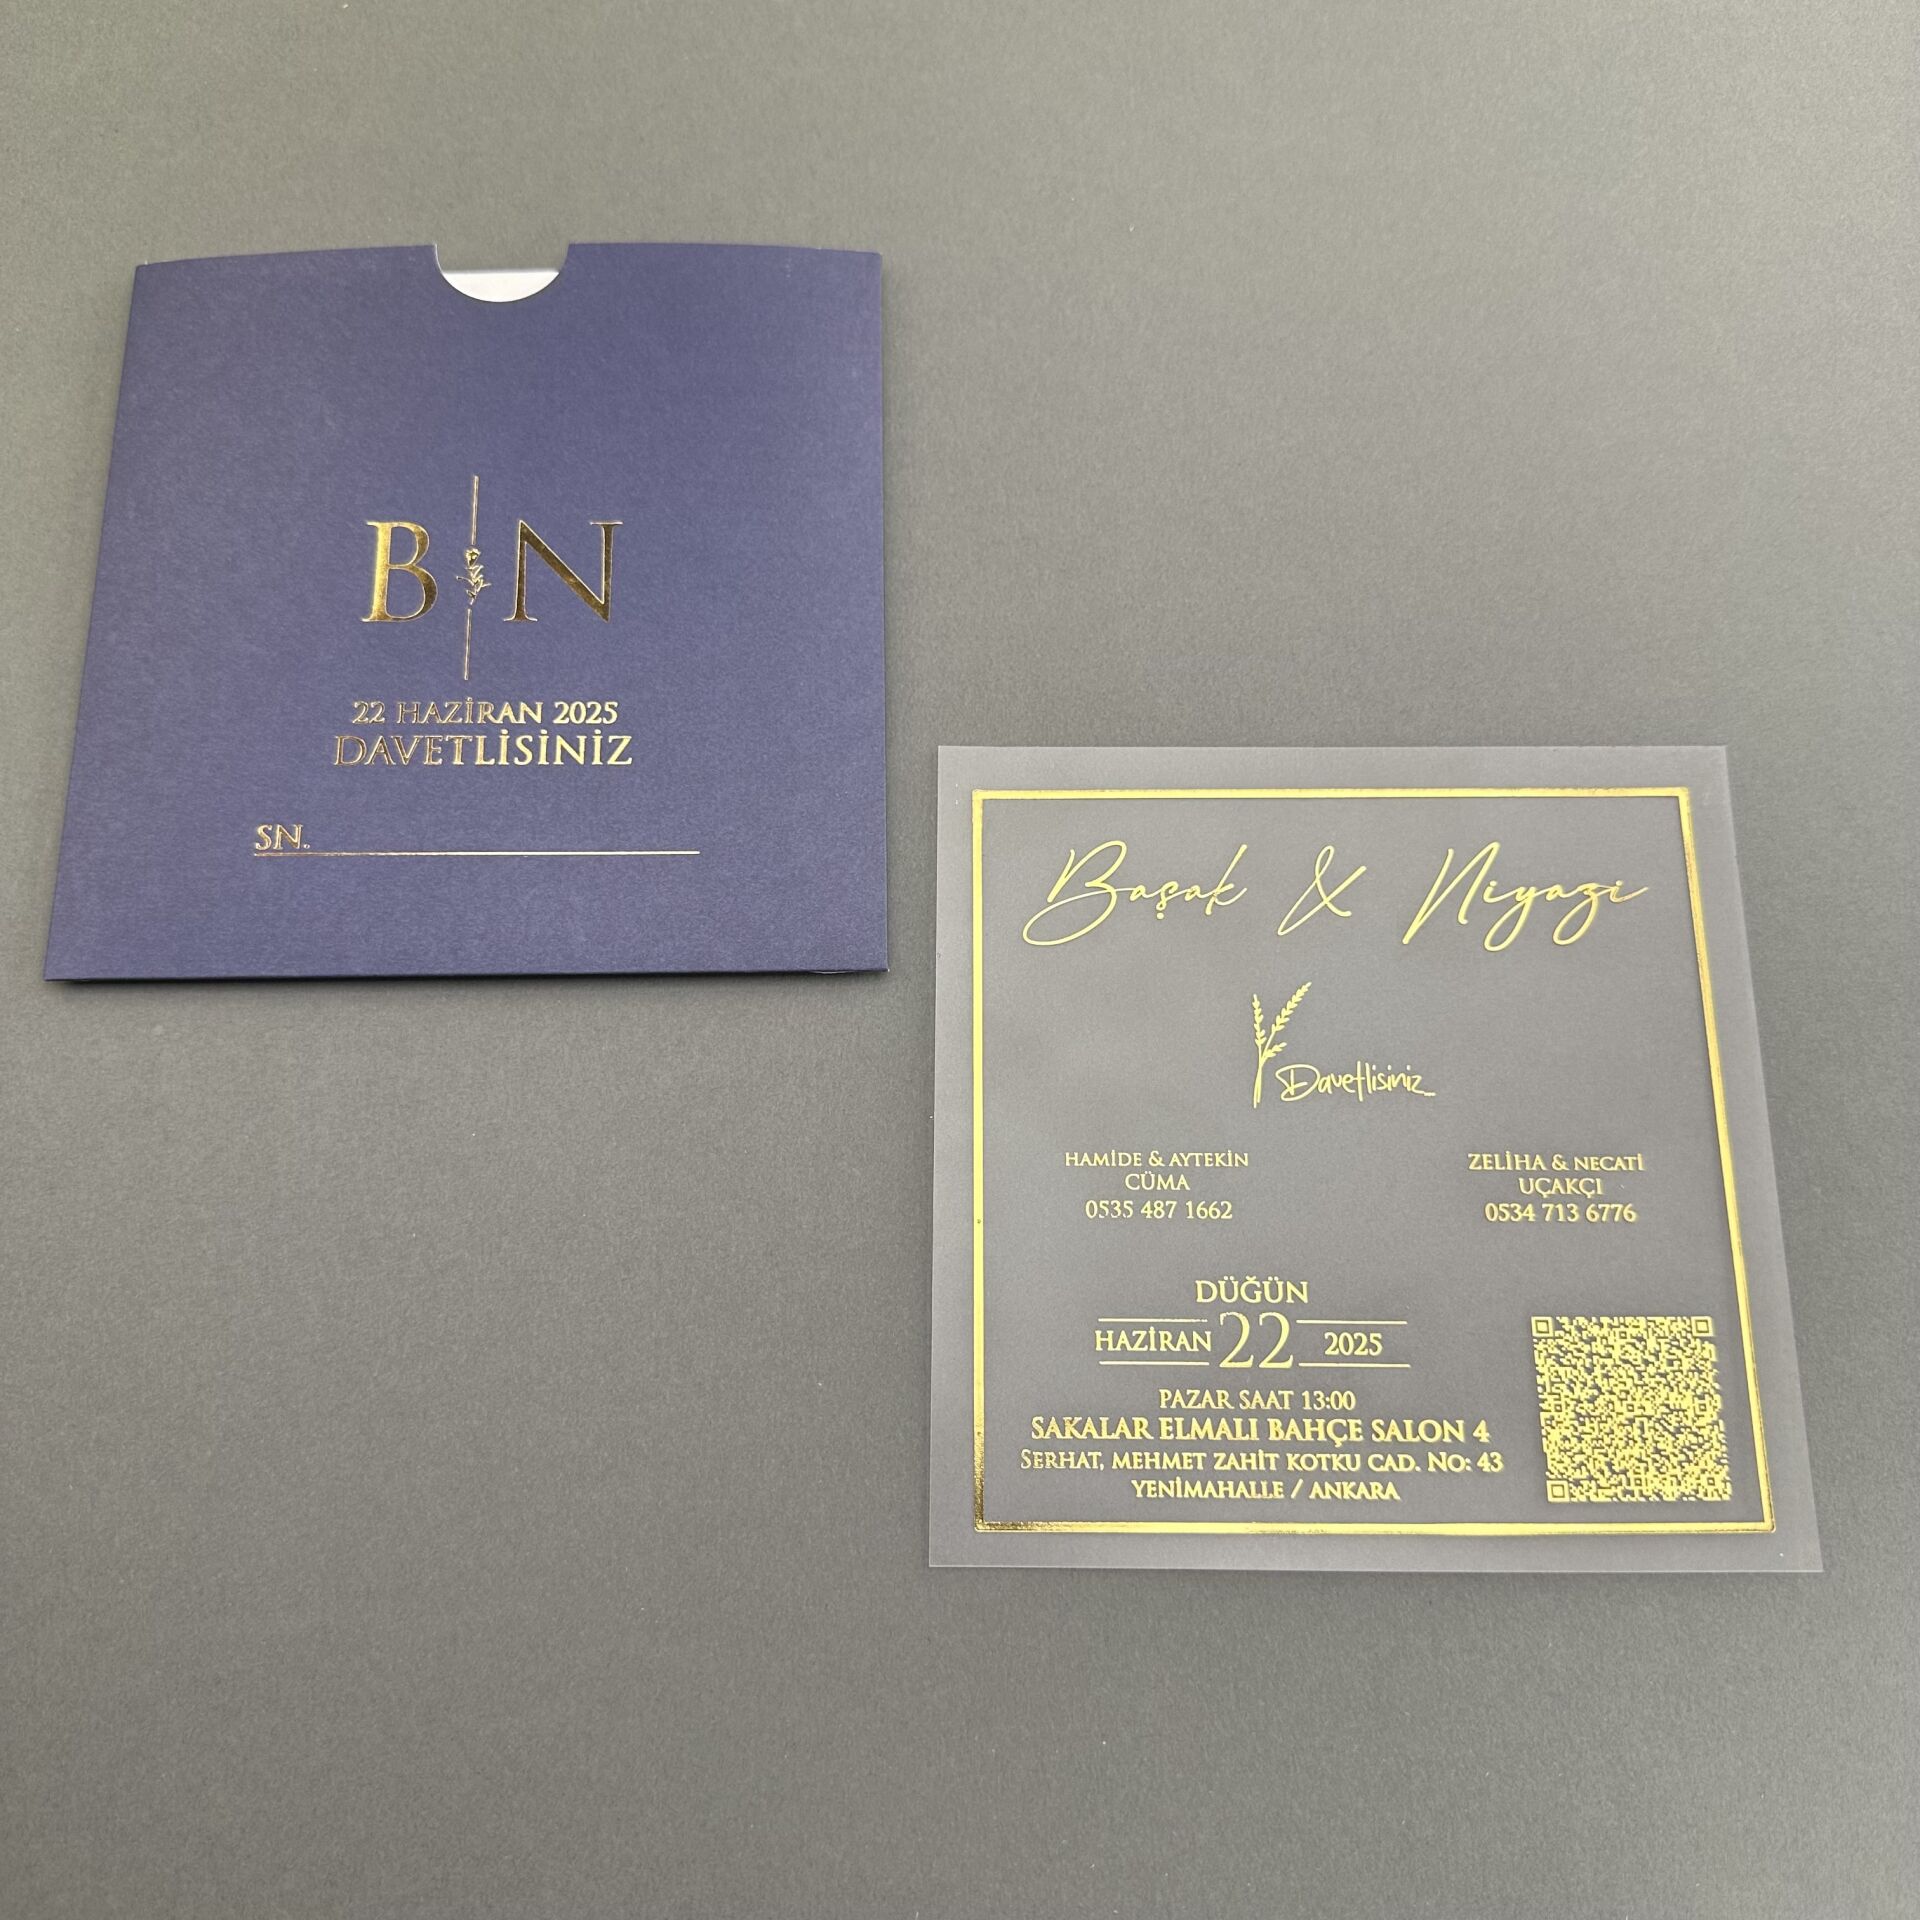 B N
22 HAZİRAN 2025
DAVETLİSİNİZ
SN.
Başak & Niyazi
Davetlisiniz...
HAMİDE & AYTEKİN
CÜMA
0535 487 1662
ZELİHA & NECATİ
UÇAKÇI
0534 713 6776
DÜĞÜN
HAZİRAN 22 2025
PAZAR SAAT 13:00
SAKALAR ELMALI BAHÇE SALON 4
SERHAT, MEHMET ZAHİT KOTKU CAD. NO: 43
YENİMAHALLE / ANKARA